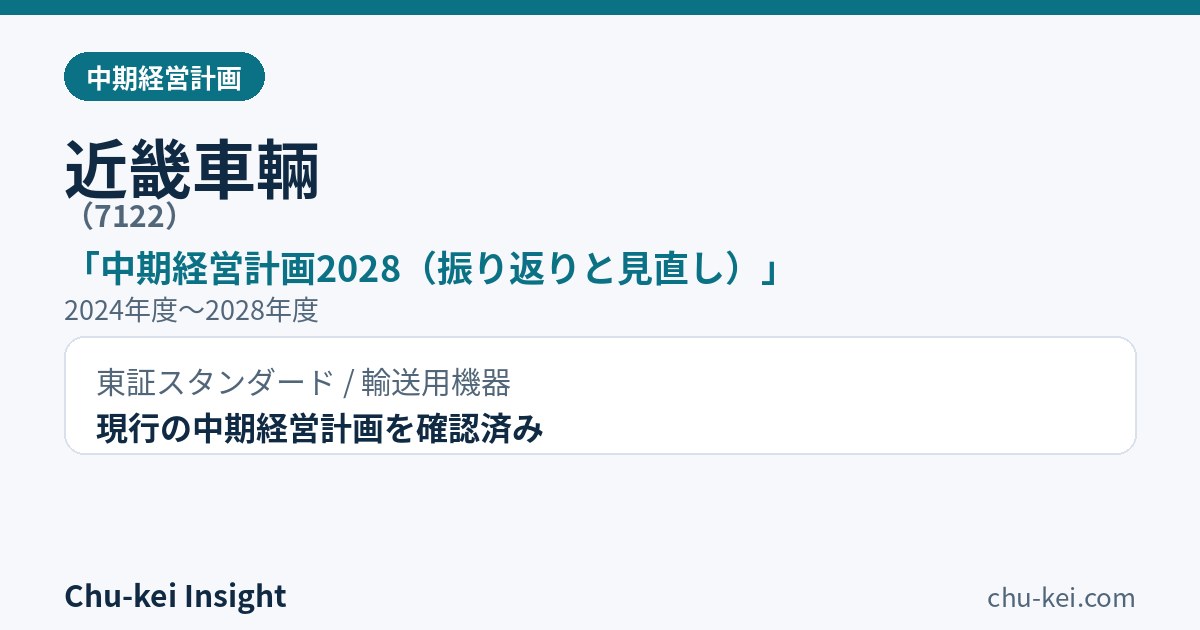 中期経営計画
近畿車輛
（7122）
「中期経営計画2028（振り返りと見直し）」
2024年度～2028年度
東証スタンダード / 輸送用機器
現行の中期経営計画を確認済み
Chu-kei Insight
chu-kei.com